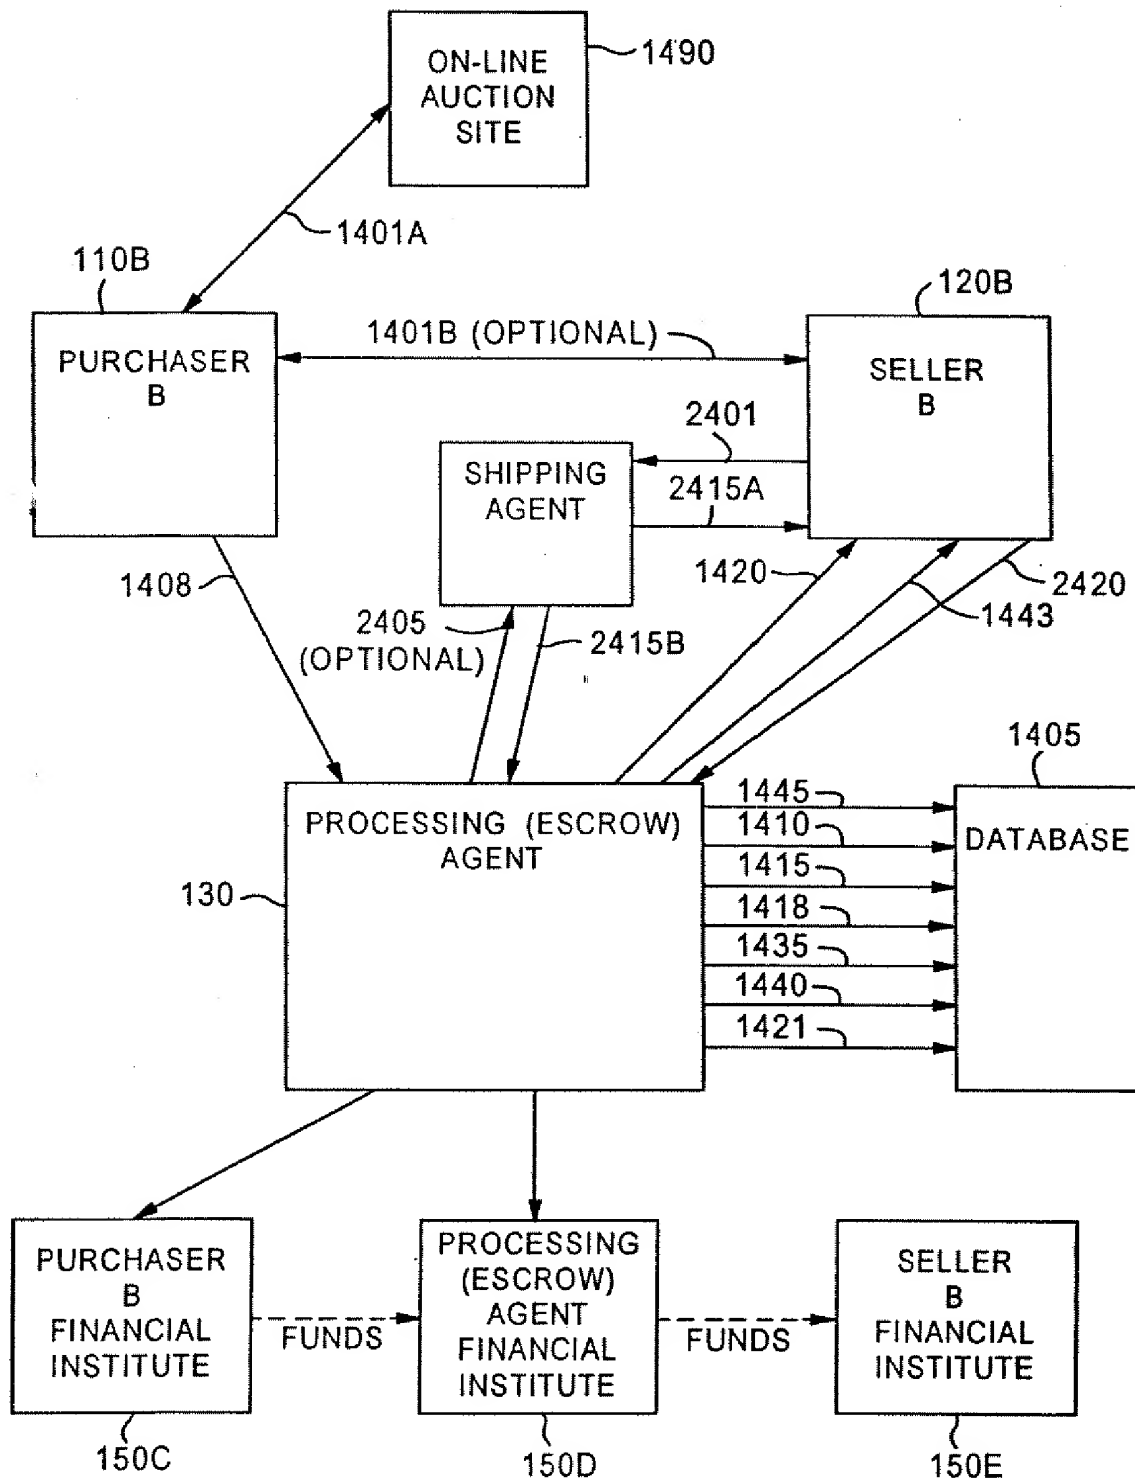 ON-LINE
AUCTION
SITE
1490
1401A
110B
120B
PURCHASER
B
1401B (OPTIONAL)
SELLER
B
2401
SHIPPING
AGENT
2415A
1408
1420
2420
2405
(OPTIONAL)
2415B
1443
1405
PROCESSING (ESCROW)
AGENT
1445
1410
DATABASE
130
1415
1418
1435
1440
1421
PURCHASER
B
FINANCIAL
INSTITUTE
FUNDS
PROCESSING
(ESCROW)
AGENT
FINANCIAL
INSTITUTE
FUNDS
SELLER
B
FINANCIAL
INSTITUTE
150C
150D
150E